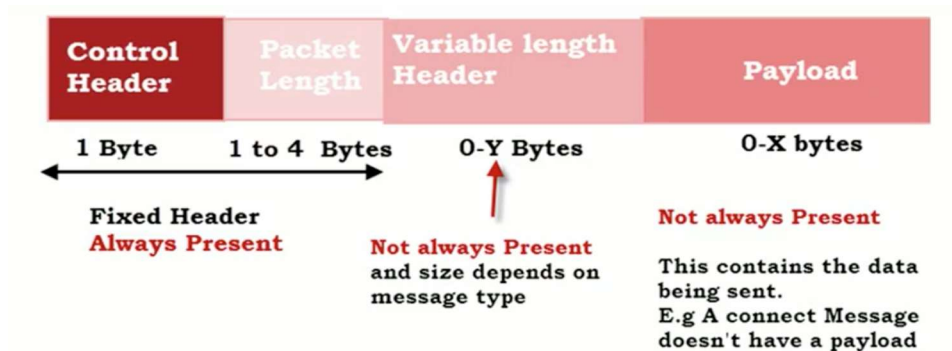 Control
Header
Packet
Length
Variable length
Header
Payload
1 Byte
1 to 4 Bytes
0-Y Bytes
0-X bytes
Fixed Header
Always Present
Not always Present
and size depends on
message type
Not always Present
This contains the data
being sent.
E.g A connect Message
doesn't have a payload